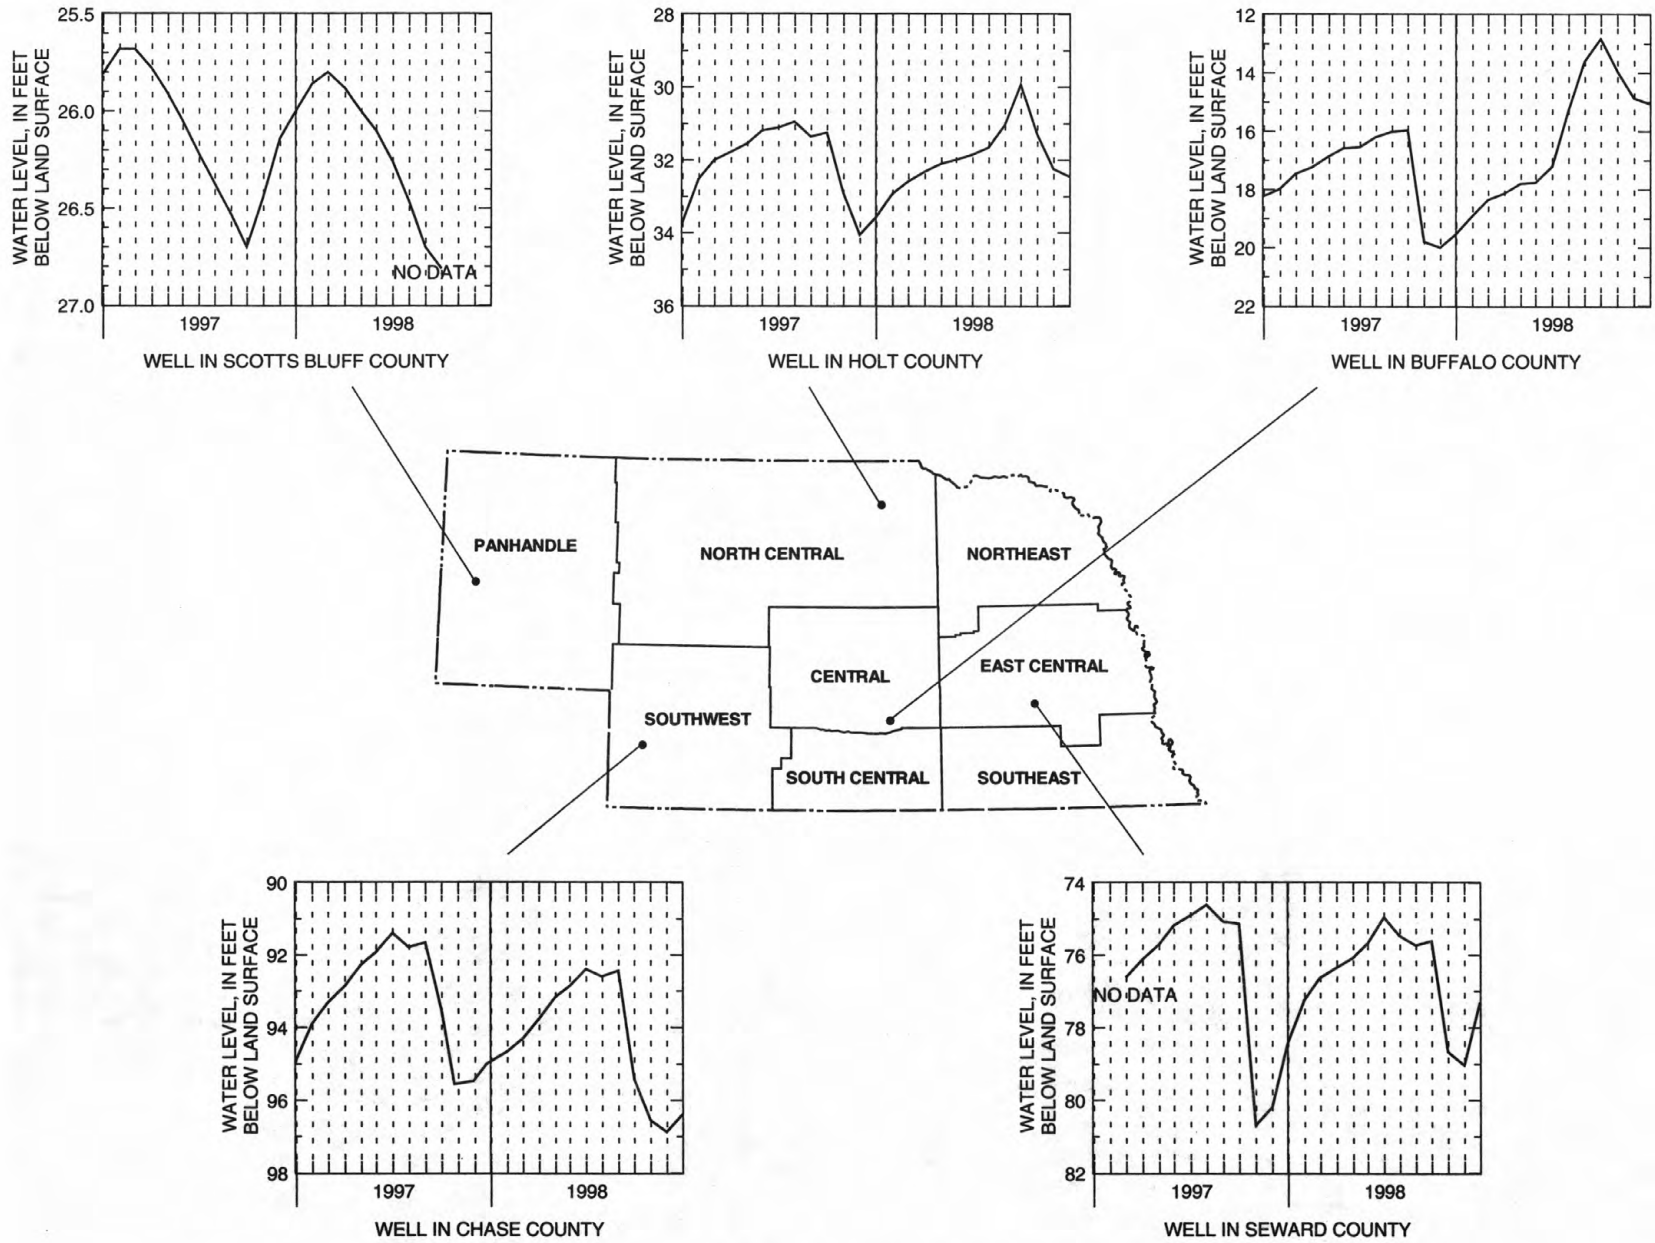 WATER LEVEL, IN FEET
BELOW LAND SURFACE
25.5
26.0
26.5
27.0
NO DATA
1997
1998
WELL IN SCOTTS BLUFF COUNTY
WATER LEVEL, IN FEET
BELOW LAND SURFACE
28
30
32
34
36
1997
1998
WELL IN HOLT COUNTY
WATER LEVEL, IN FEET
BELOW LAND SURFACE
12
14
16
18
20
22
1997
1998
WELL IN BUFFALO COUNTY
PANHANDLE
NORTH CENTRAL
NORTHEAST
CENTRAL
EAST CENTRAL
SOUTHWEST
SOUTH CENTRAL
SOUTHEAST
WATER LEVEL, IN FEET
BELOW LAND SURFACE
90
92
94
96
98
1997
1998
WELL IN CHASE COUNTY
WATER LEVEL, IN FEET
BELOW LAND SURFACE
74
76
78
80
82
NO DATA
1997
1998
WELL IN SEWARD COUNTY